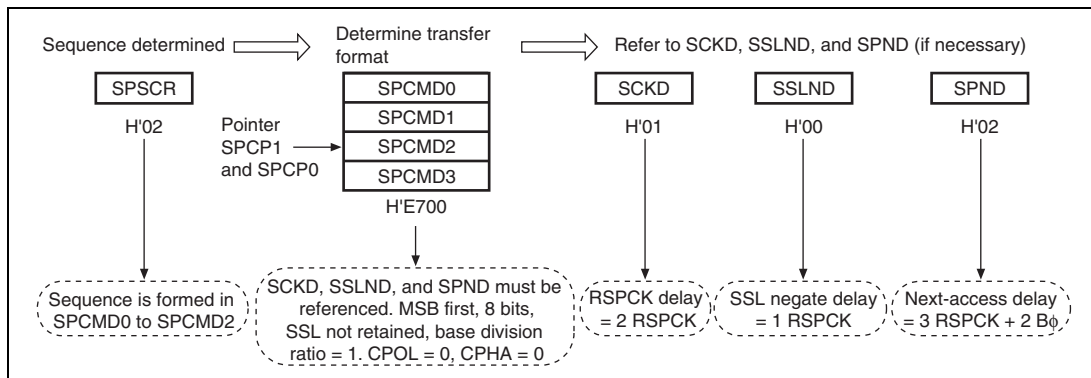 Sequence determined
Determine transfer
format
Refer to SCKD, SSLND, and SPND (if necessary)
SPSCR
H'02
Pointer
SPCP1
and SPCP0
SPCMD0
SPCMD1
SPCMD2
SPCMD3
H'E700
SCKD
H'01
SSLND
H'00
SPND
H'02
Sequence is formed in
SPCMD0 to SPCMD2
SCKD, SSLND, and SPND must be
referenced. MSB first, 8 bits,
SSL not retained, base division
ratio = 1. CPOL = 0, CPHA = 0
RSPCK delay
= 2 RSPCK
SSL negate delay
= 1 RSPCK
Next-access delay
= 3 RSPCK + 2 Bϕ